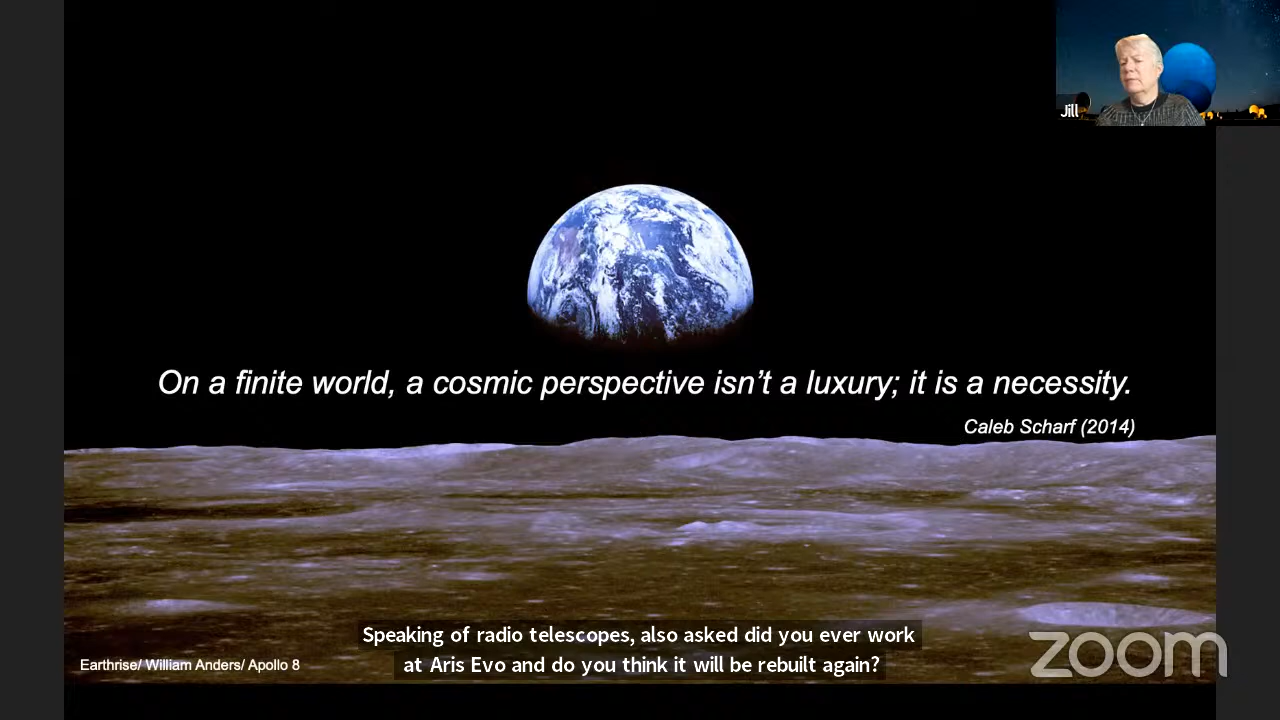 Jill
On a finite world, a cosmic perspective isn’t a luxury; it is a necessity.
Caleb Scharf (2014)
Speaking of radio telescopes, also asked did you ever work
at Aris Evo and do you think it will be rebuilt again?
Earthrise/ William Anders/ Apollo 8
zoom